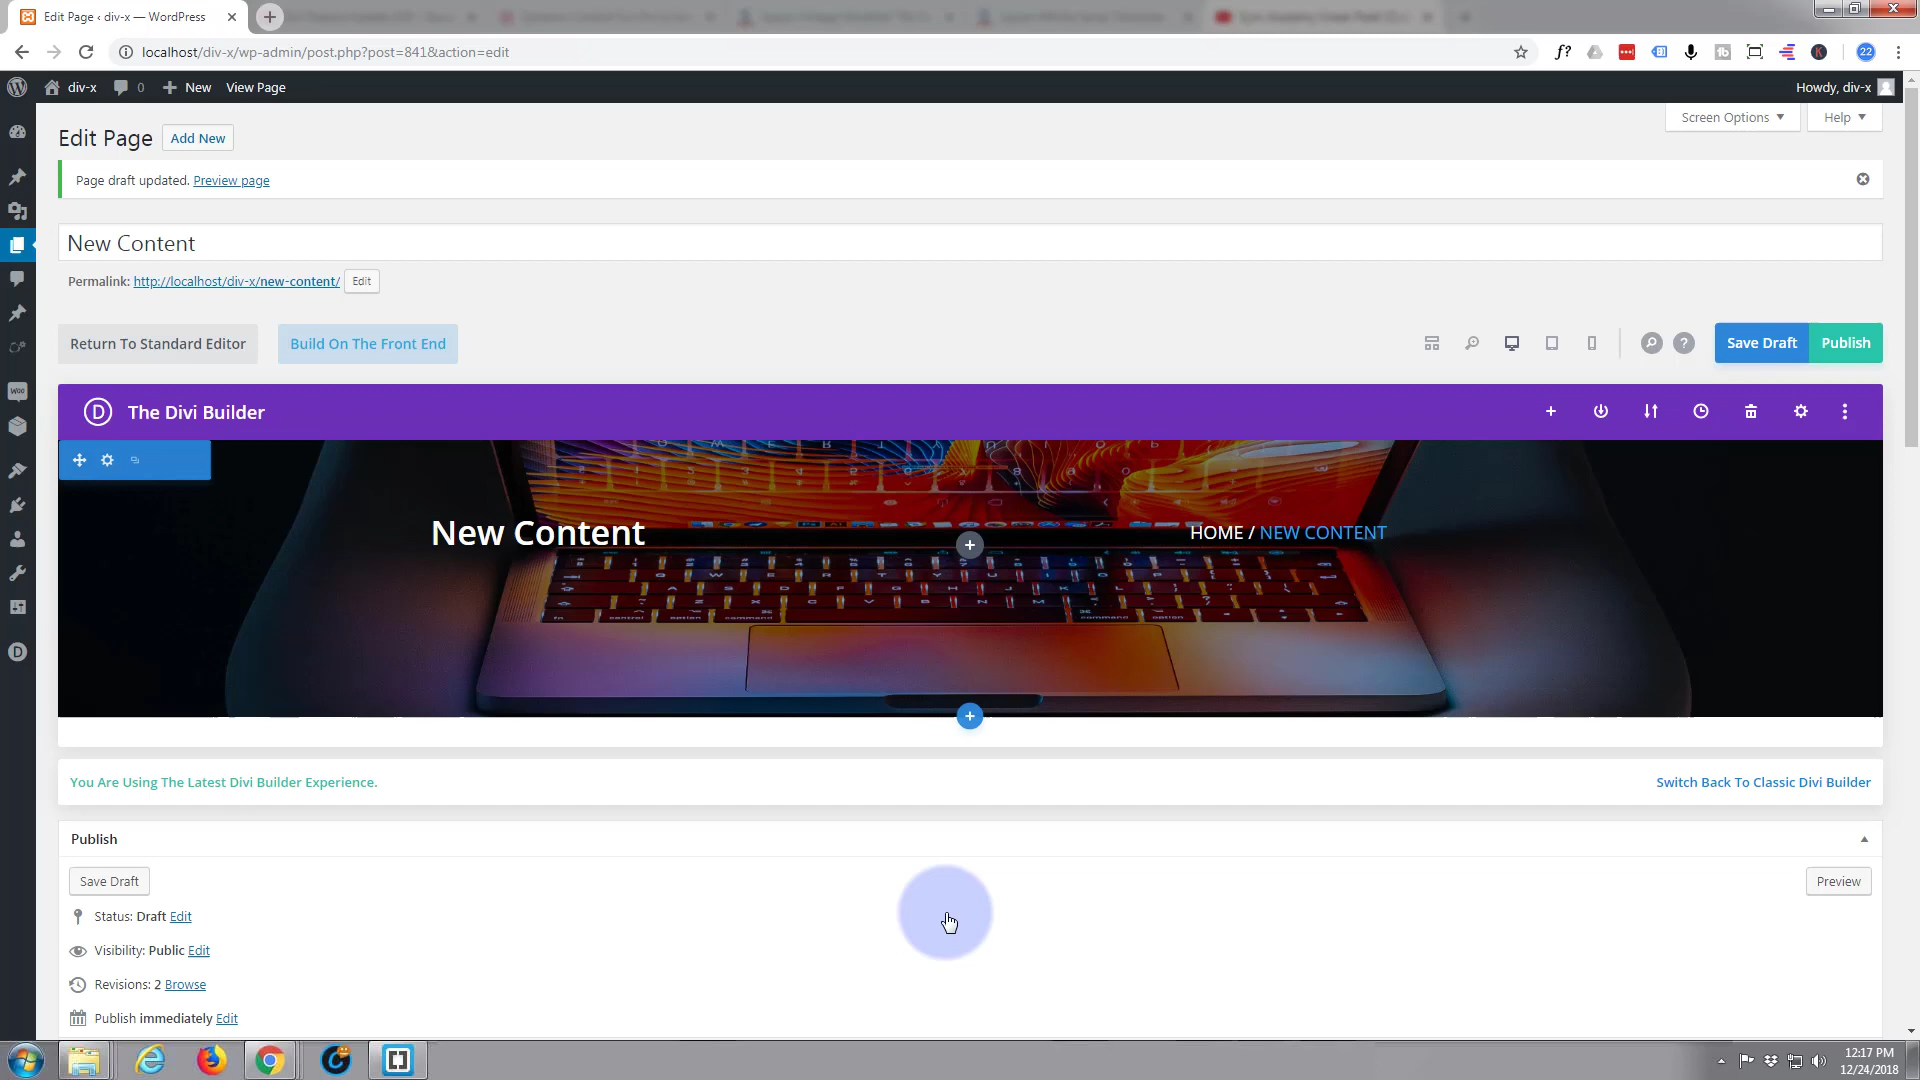 Edit Page ‹ div-x — WordPress
localhost/div-x/wp-admin/post.php?post=841&action=edit
f?
22
div-x
0
New
View Page
Howdy, div-x
Edit Page
Add New
Screen Options
Help
Page draft updated. Preview page
New Content
Permalink: http://localhost/div-x/new-content/
Edit
Return To Standard Editor
Build On The Front End
?
Save Draft
Publish
D
The Divi Builder
New Content
HOME / NEW CONTENT
You Are Using The Latest Divi Builder Experience.
Switch Back To Classic Divi Builder
Publish
Save Draft
Preview
Status: Draft Edit
Visibility: Public Edit
Revisions: 2 Browse
Publish immediately Edit
12:17 PM
12/24/2018